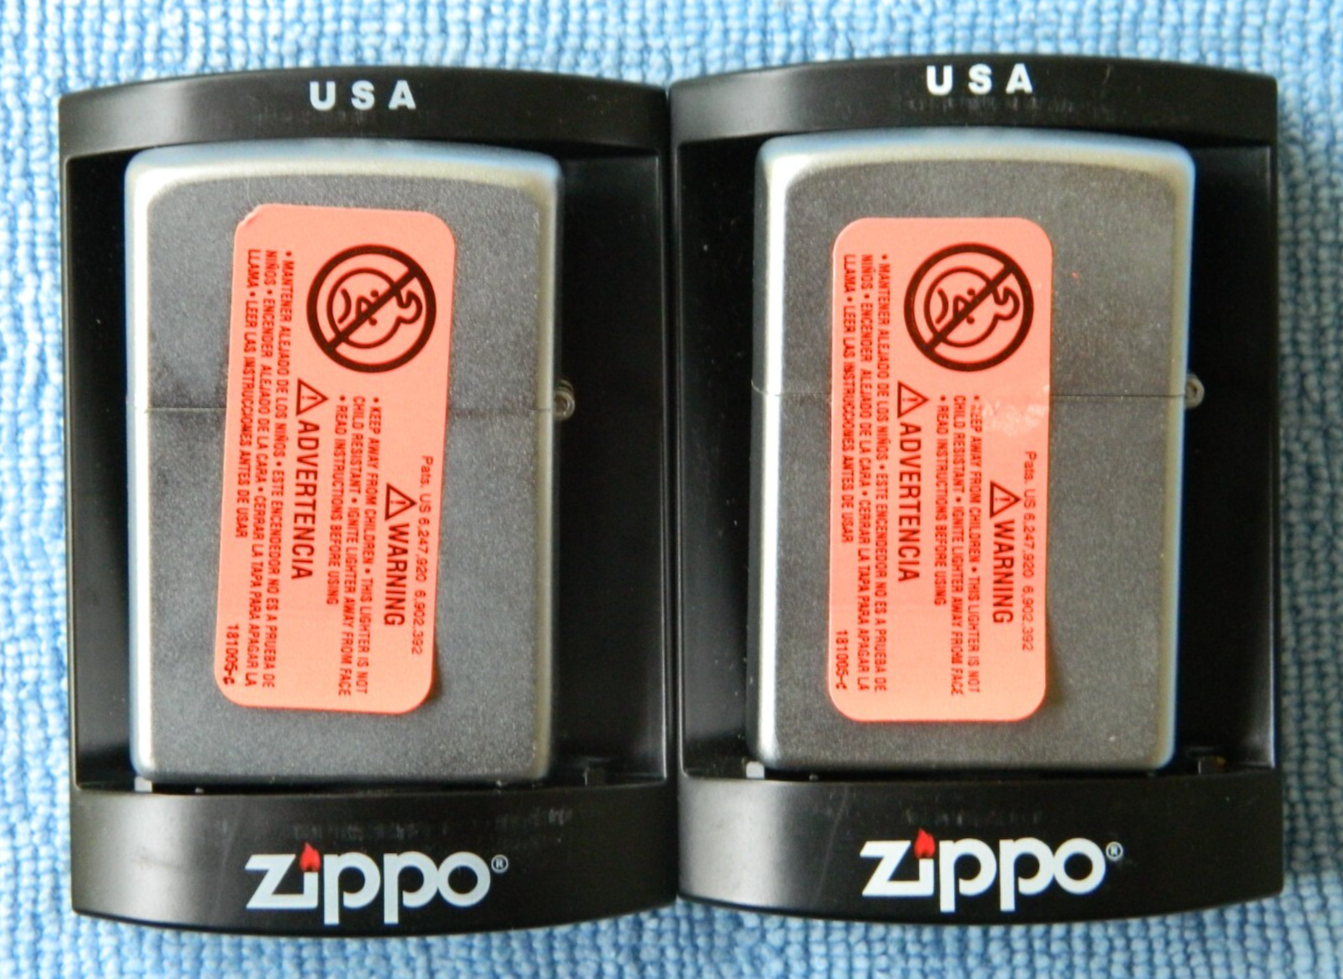 USA
• MANTENER ALEJADO DE LOS NIÑOS • ESTE ENCENDEDOR NO ES A PRUEBA DE
NIÑOS • ENCENDER ALEJADO DE LA CARA • CERRAR LA TAPA PARA APAGAR LA
LLAMA • LEER LAS INSTRUCCIONES ANTES DE USAR
181005-c
⚠ADVERTENCIA
Pats. US 6,247,920 6,902,392
⚠WARNING
• KEEP AWAY FROM CHILDREN • THIS LIGHTER IS NOT
CHILD RESISTANT • IGNITE LIGHTER AWAY FROM FACE
• READ INSTRUCTIONS BEFORE USING
zippo®
USA
• MANTENER ALEJADO DE LOS NIÑOS • ESTE ENCENDEDOR NO ES A PRUEBA DE
NIÑOS • ENCENDER ALEJADO DE LA CARA • CERRAR LA TAPA PARA APAGAR LA
LLAMA • LEER LAS INSTRUCCIONES ANTES DE USAR
181005-c
⚠ADVERTENCIA
Pats. US 6,247,920 6,902,392
⚠WARNING
• KEEP AWAY FROM CHILDREN • THIS LIGHTER IS NOT
CHILD RESISTANT • IGNITE LIGHTER AWAY FROM FACE
• READ INSTRUCTIONS BEFORE USING
zippo®